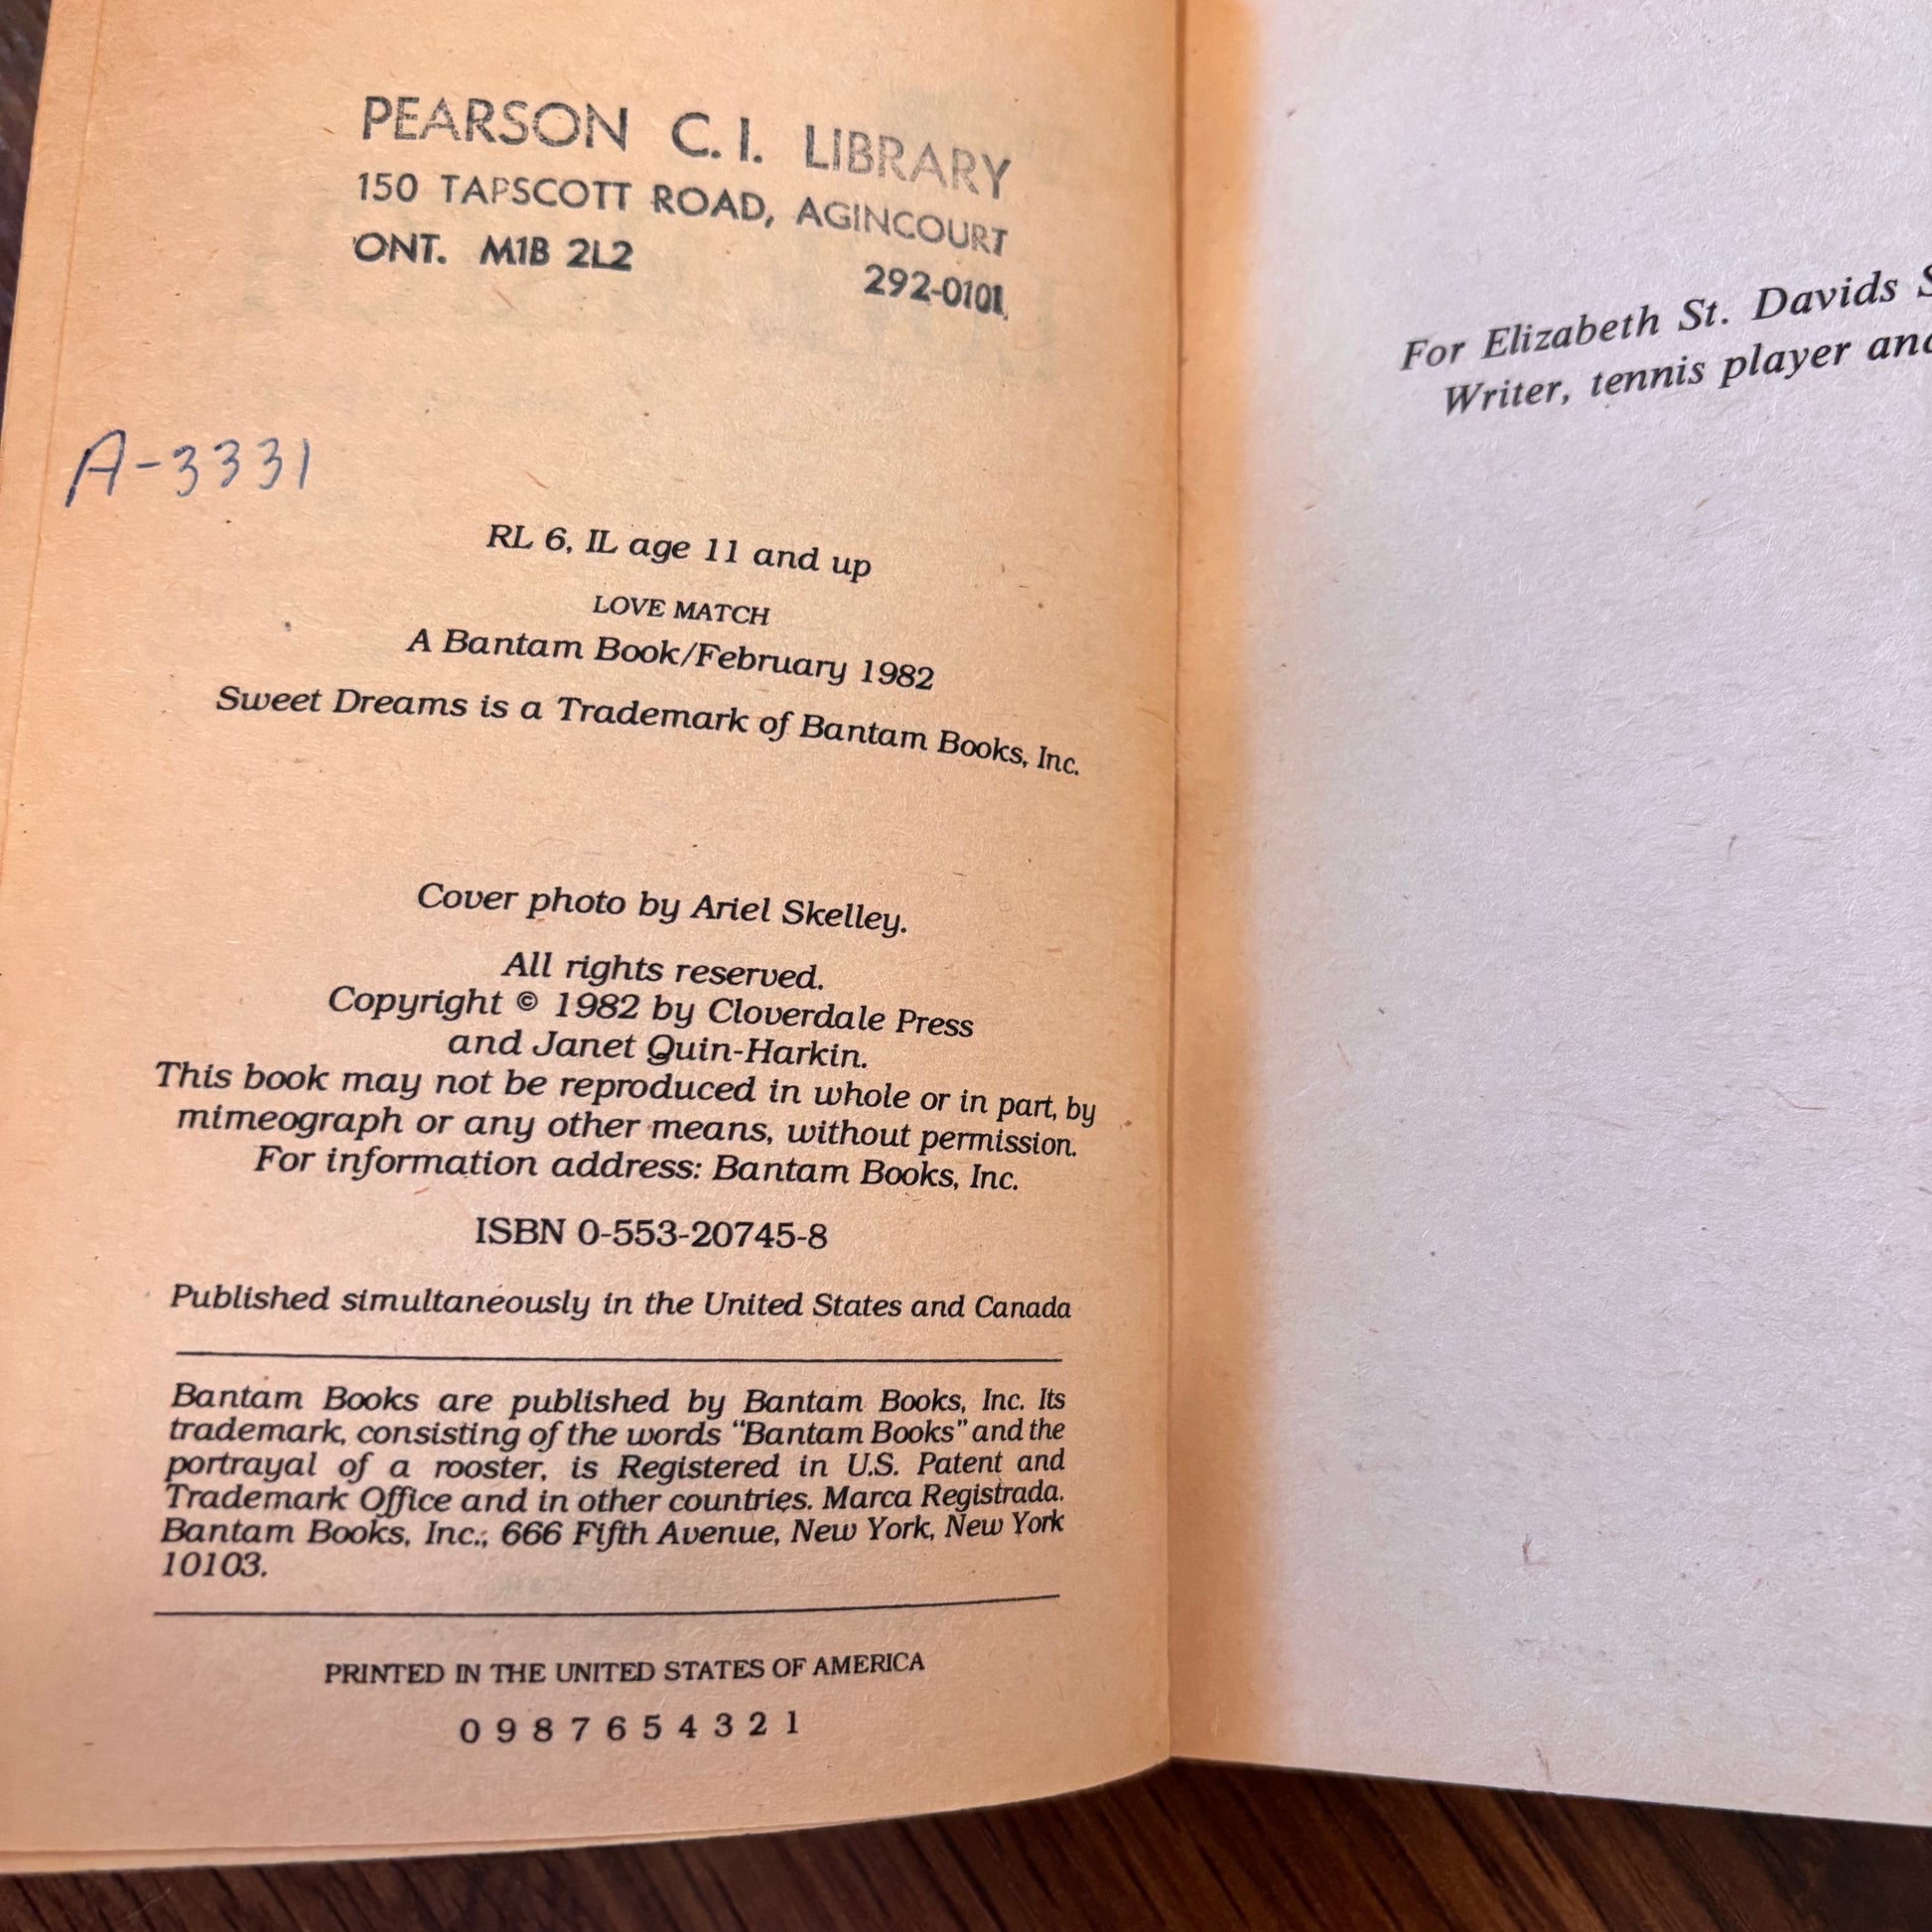 PEARSON C. I. LIBRARY
150 TAPSCOTT ROAD, AGINCOURT
ONT. M1B 2L2 292-0101
A-3331
RL 6, IL age 11 and up
LOVE MATCH
A Bantam Book/February 1982
Sweet Dreams is a Trademark of Bantam Books, Inc.
Cover photo by Ariel Skelley.
All rights reserved.
Copyright © 1982 by Cloverdale Press
and Janet Quin-Harkin.
This book may not be reproduced in whole or in part, by
mimeograph or any other means, without permission.
For information address: Bantam Books, Inc.
ISBN 0-553-20745-8
Published simultaneously in the United States and Canada
Bantam Books are published by Bantam Books, Inc. Its
trademark, consisting of the words "Bantam Books" and the
portrayal of a rooster, is Registered in U.S. Patent and
Trademark Office and in other countries. Marca Registrada.
Bantam Books, Inc., 666 Fifth Avenue, New York, New York
10103.
PRINTED IN THE UNITED STATES OF AMERICA
0 9 8 7 6 5 4 3 2 1
For Elizabeth St. Davids
Writer, tennis player and